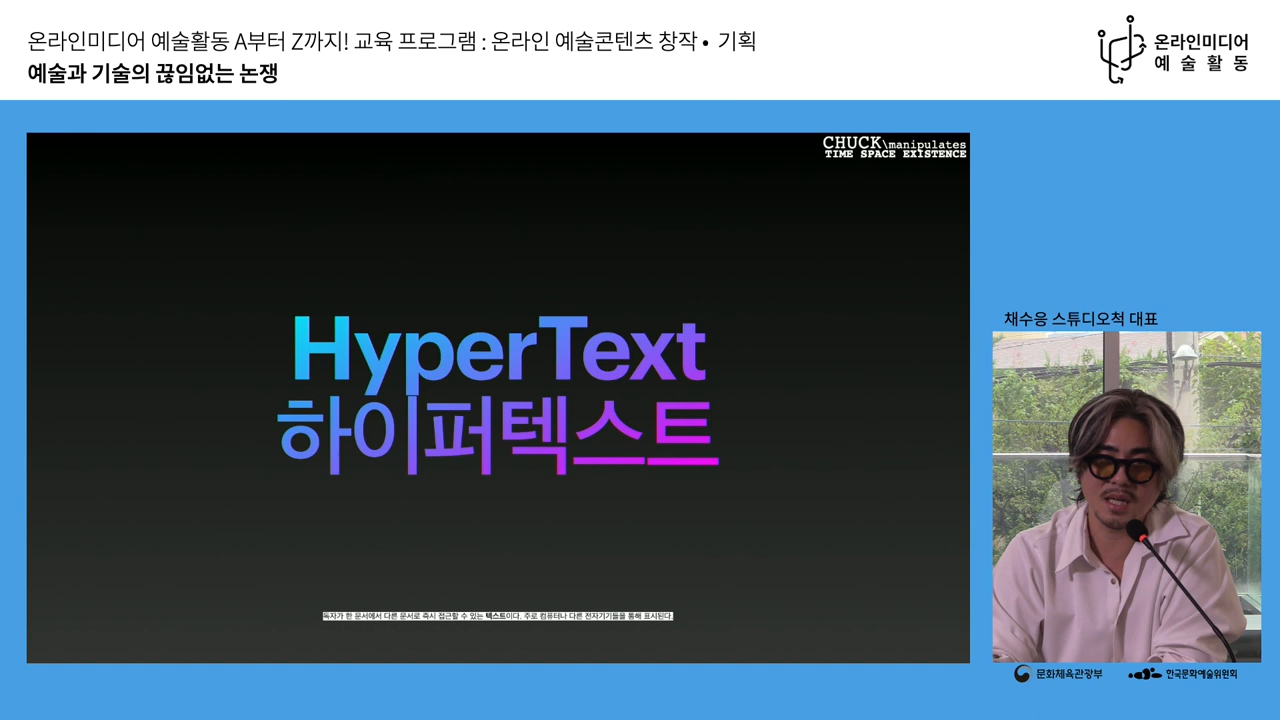 온라인미디어 예술활동 A부터 Z까지! 교육 프로그램 : 온라인 예술콘텐츠 창작 • 기획
예술과 기술의 끊임없는 논쟁
온라인미디어
예술활동
CHUCK\manipulates
TIME SPACE EXISTENCE
HyperText
하이퍼텍스트
독자가 한 문서에서 다른 문서로 즉시 접근할 수 있는 텍스트이다. 주로 컴퓨터나 다른 전자기기들을 통해 표시된다.
채수응 스튜디오척 대표
문화체육관광부
한국문화예술위원회